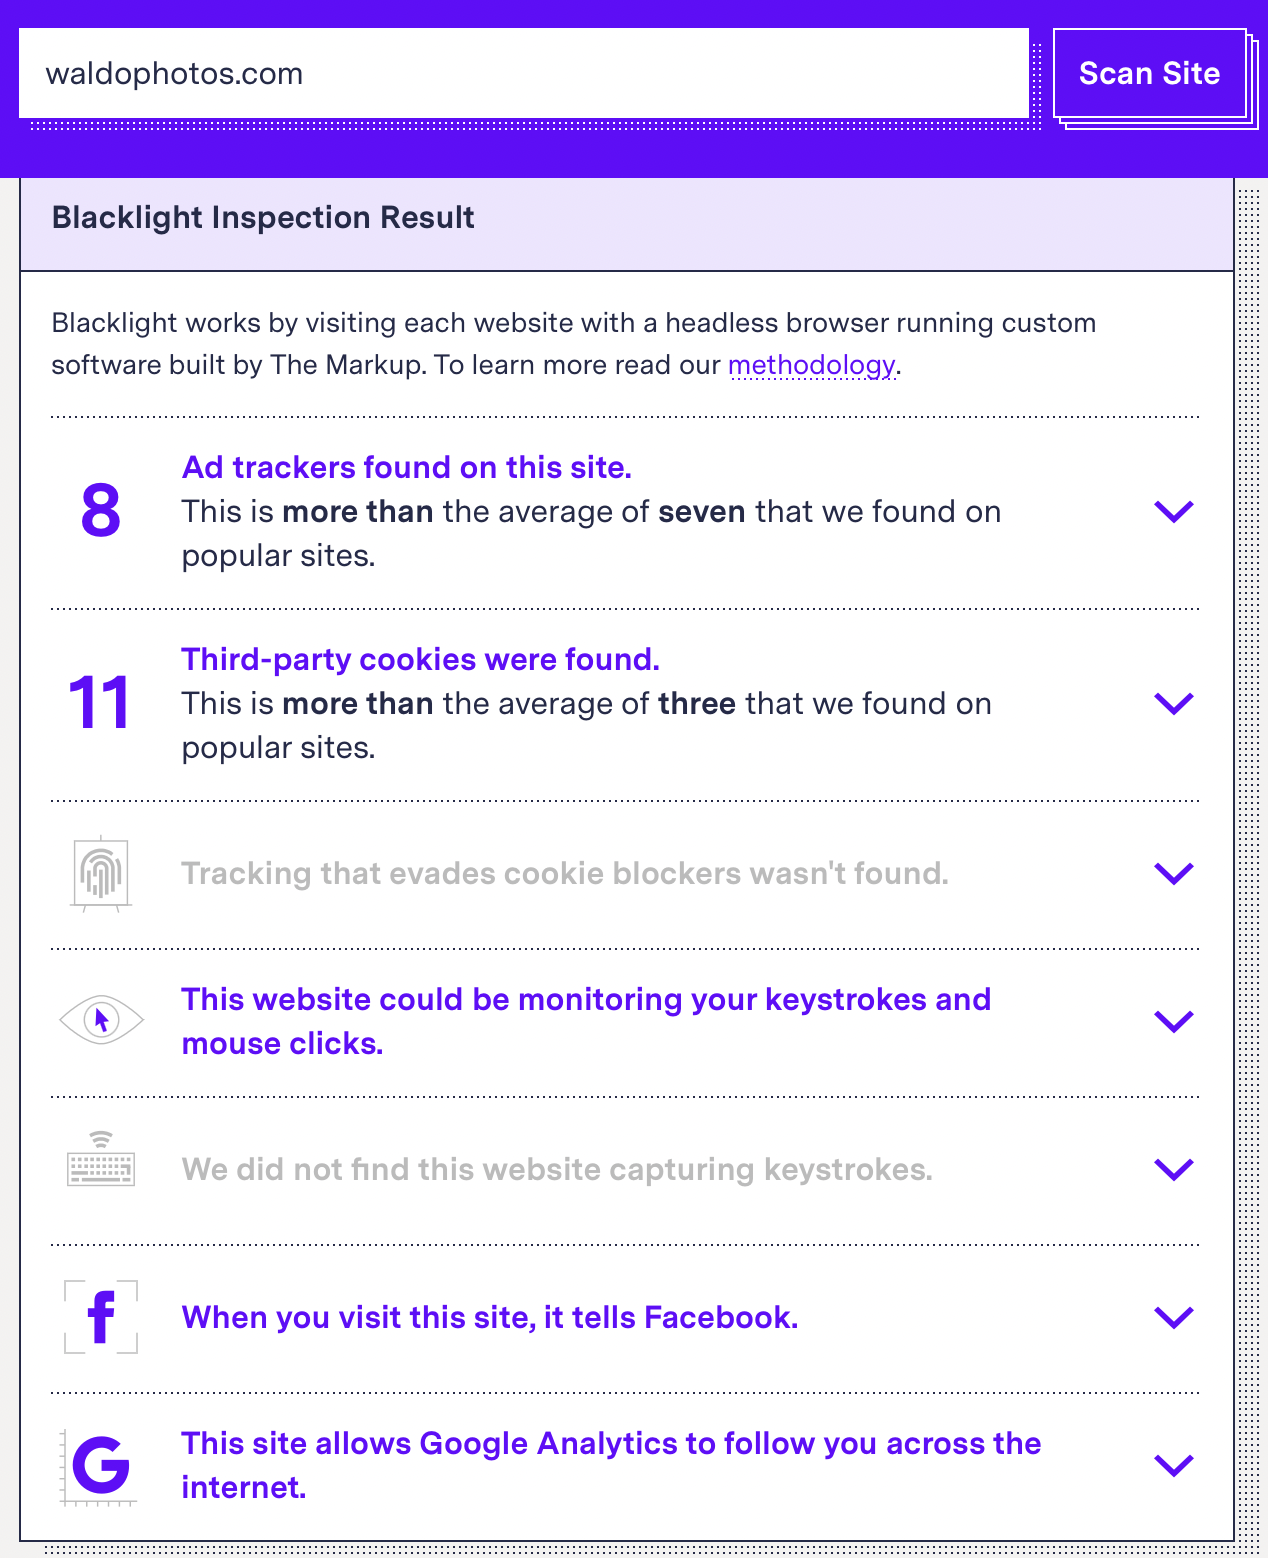 waldophotos.com
Scan Site
Blacklight Inspection Result
Blacklight works by visiting each website with a headless browser running custom
software built by The Markup. To learn more read our methodology.
8
Ad trackers found on this site.
This is more than the average of seven that we found on
popular sites.
11
Third-party cookies were found.
This is more than the average of three that we found on
popular sites.
Tracking that evades cookie blockers wasn't found.
This website could be monitoring your keystrokes and
mouse clicks.
We did not find this website capturing keystrokes.
When you visit this site, it tells Facebook.
This site allows Google Analytics to follow you across the
internet.